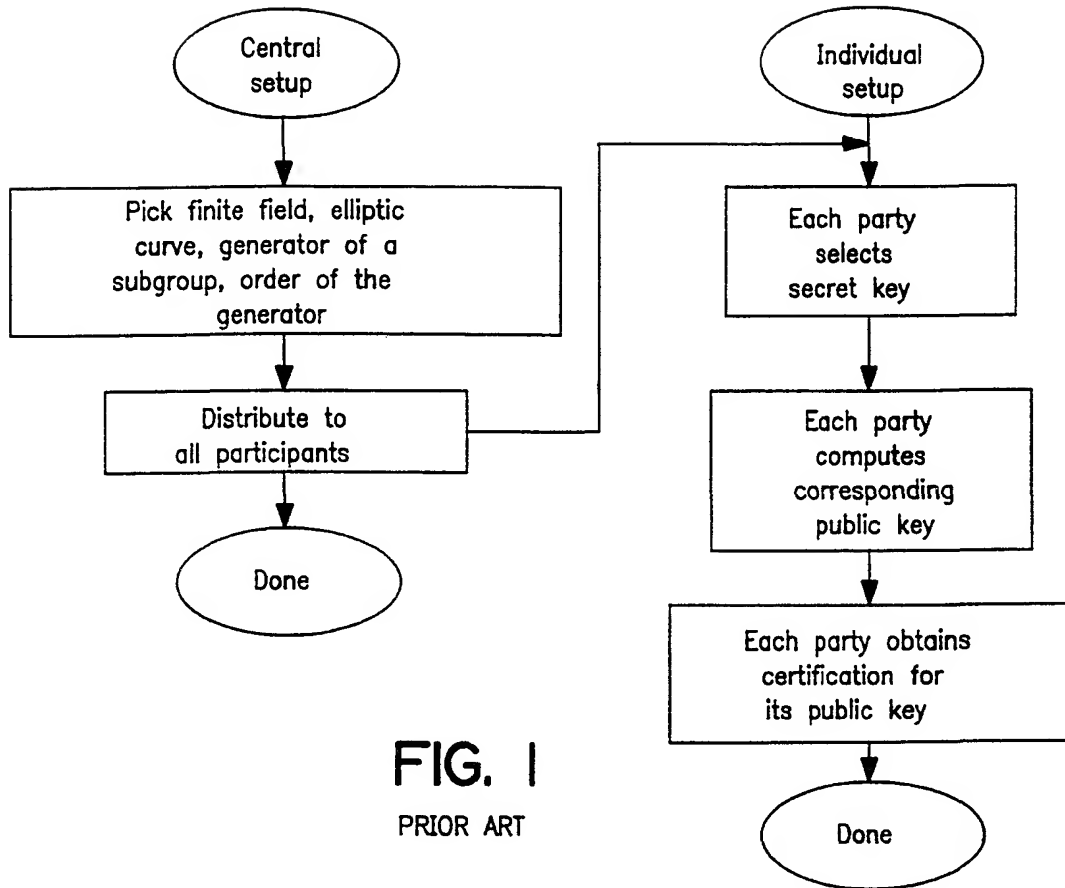 Central
setup
Pick finite field, elliptic
curve, generator of a
subgroup, order of the
generator
Distribute to
all participants
Done
Individual
setup
Each party
selects
secret key
Each party
computes
corresponding
public key
Each party obtains
certification for
its public key
Done
FIG. 1
PRIOR ART